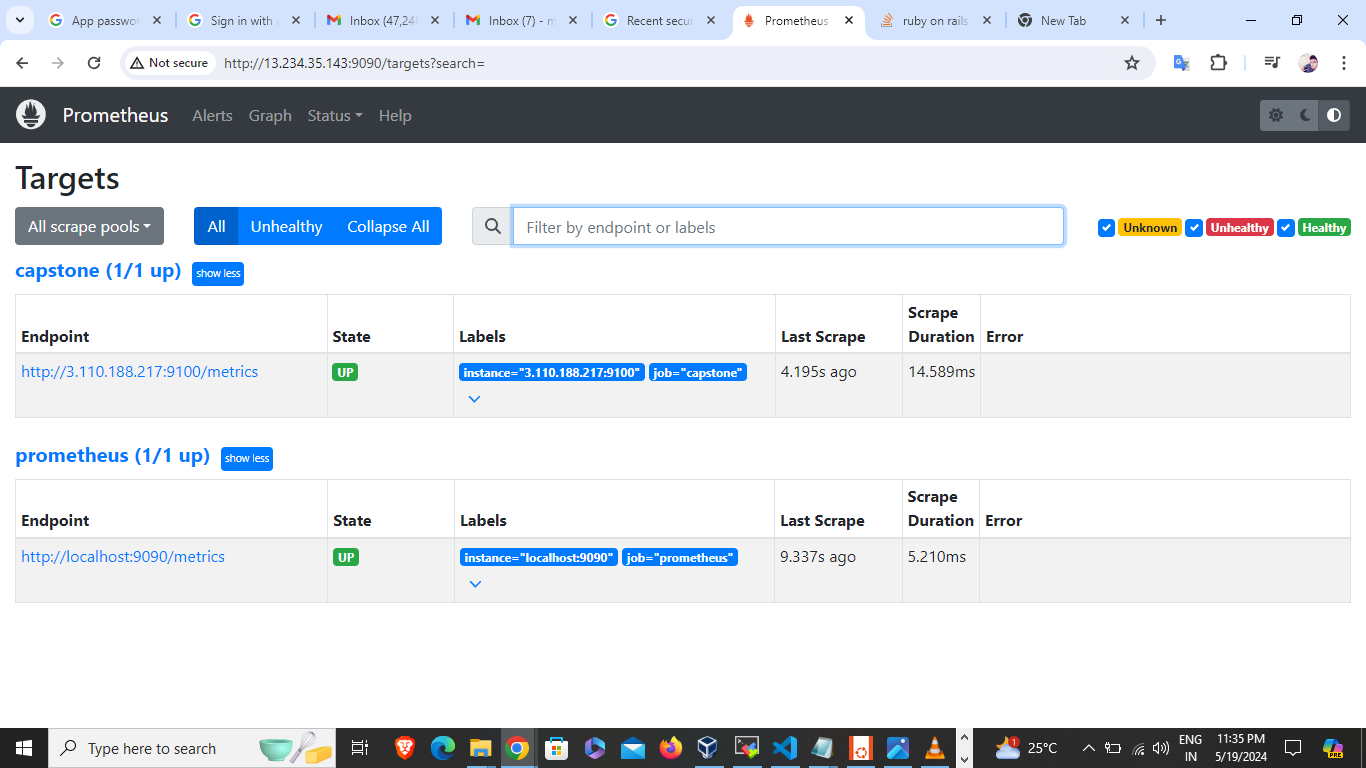 App passwo
Sign in with
Inbox (47,24
Inbox (7) - m
Recent secur
Prometheus
ruby on rails
New Tab
Not secure
http://13.234.35.143:9090/targets?search=
Prometheus Alerts Graph Status Help
Targets
All scrape pools All Unhealthy Collapse All Filter by endpoint or labels Unknown Unhealthy Healthy
capstone (1/1 up) show less
Endpoint State Labels Last Scrape Scrape Duration Error
http://3.110.188.217:9100/metrics UP instance="3.110.188.217:9100" job="capstone" 4.195s ago 14.589ms
prometheus (1/1 up) show less
Endpoint State Labels Last Scrape Scrape Duration Error
http://localhost:9090/metrics UP instance="localhost:9090" job="prometheus" 9.337s ago 5.210ms
Type here to search
1
25°C
ENG
IN
11:35 PM
5/19/2024
PRE